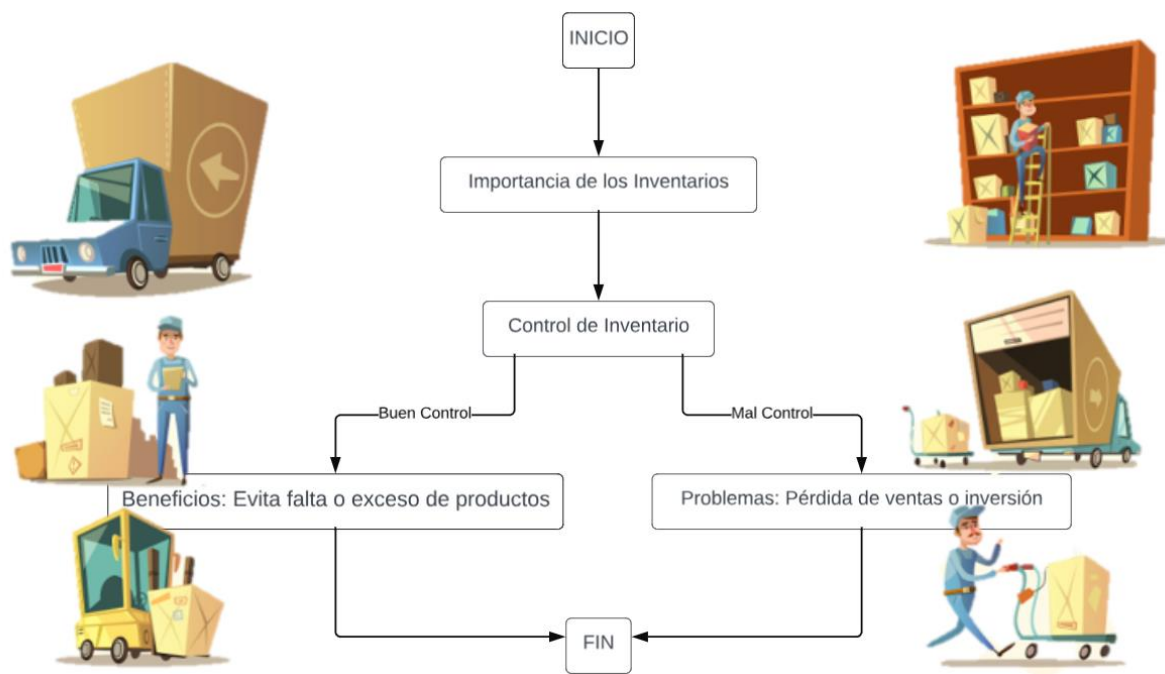 INICIO
Importancia de los Inventarios
Control de Inventario
Buen Control
Mal Control
Beneficios: Evita falta o exceso de productos
Problemas: Pérdida de ventas o inversión
FIN